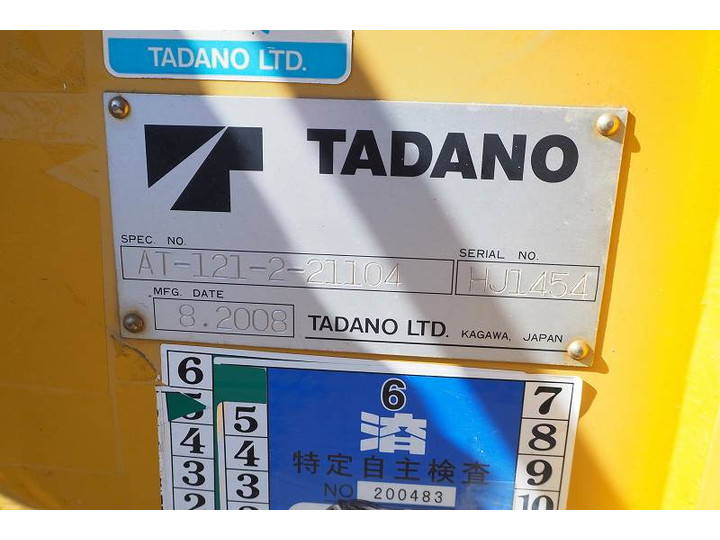 TADANO LTD.
TADANO
SPEC. NO.
AT-121-2-21104
SERIAL NO.
HJ1454
MFG. DATE
8.2008
TADANO LTD. KAGAWA, JAPAN
6
5
4
3
2
5
4
3
2
6
済
特定自主検査
NO 200483
7
8
9
10